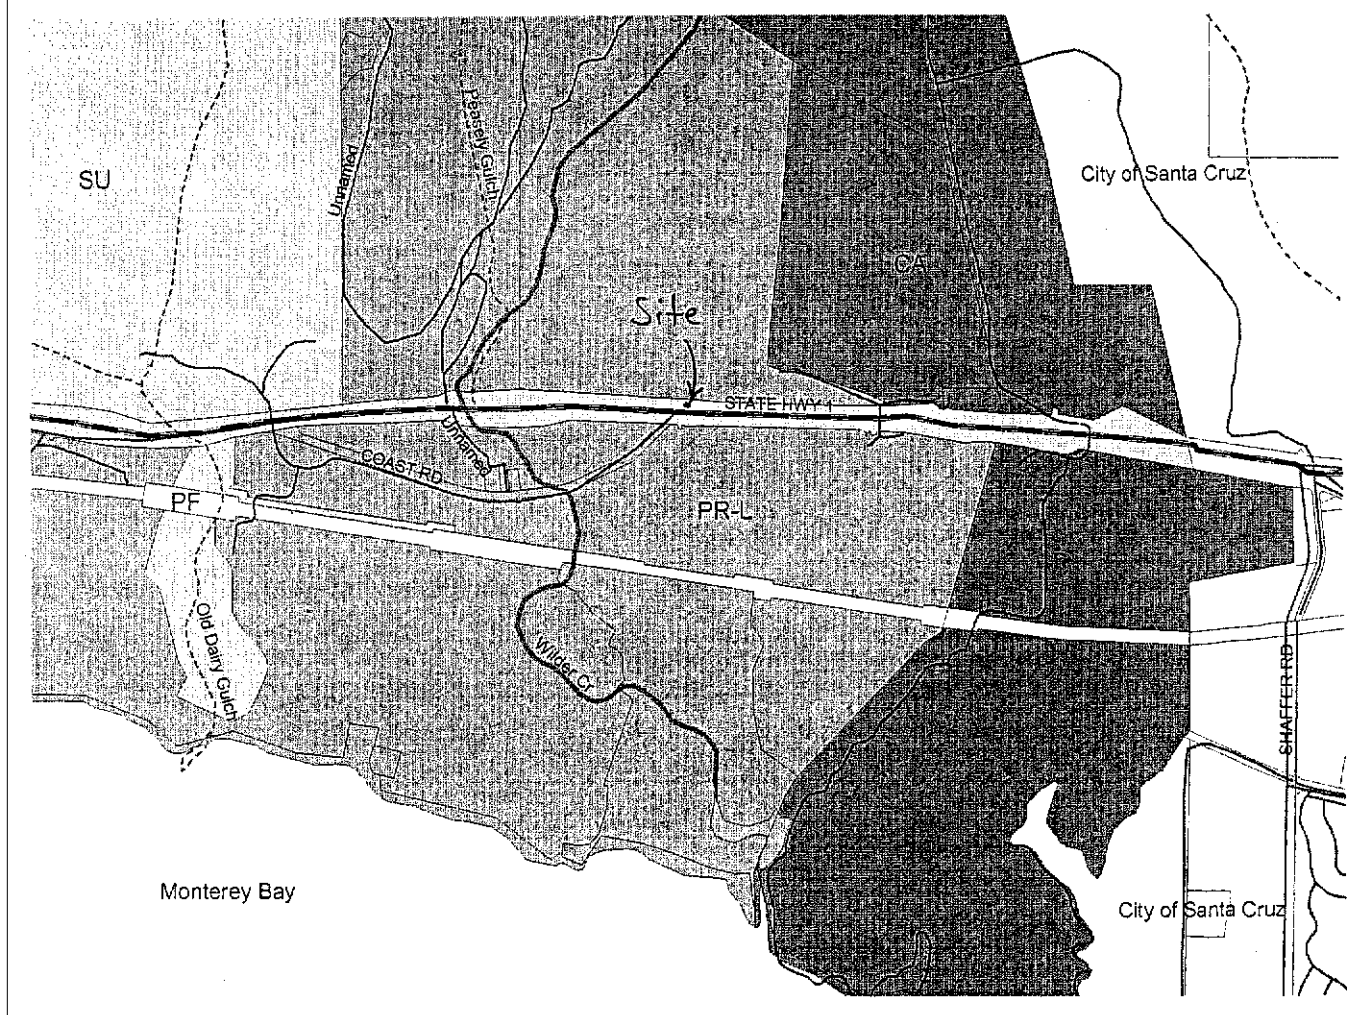 Peasely Gulch
Unnamed
City of Santa Cruz
SU
CA
Site
STATE HWY 1
Unnamed
COAST RD
PF
PR-L
Old Dairy Gulch
Wilder Cr
SHAFFER RD
Monterey Bay
City of Santa Cruz